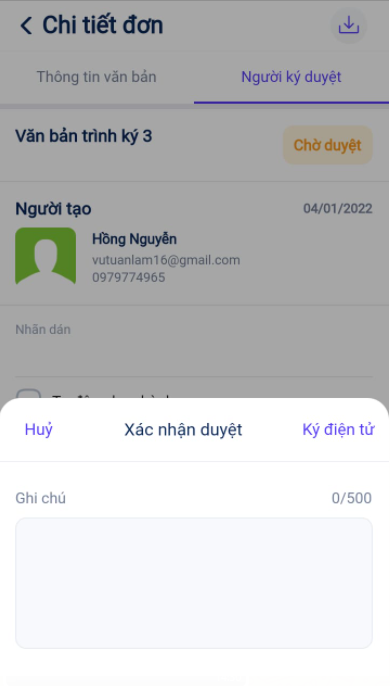 Chi tiết đơn
Thông tin văn bản
Người ký duyệt
Văn bản trình ký 3
Chờ duyệt
Người tạo
04/01/2022
Hồng Nguyễn
vutuanlam16@gmail.com
0979774965
Nhãn dán
Huỷ
Xác nhận duyệt
Ký điện tử
Ghi chú
0/500